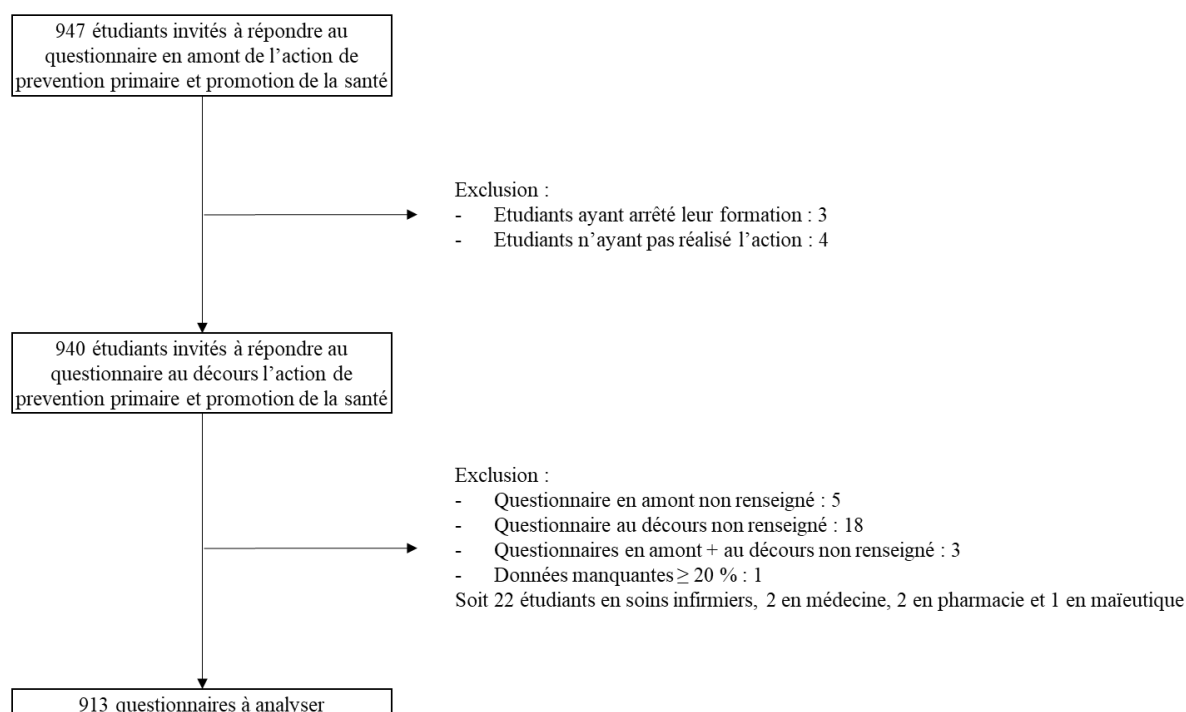 947 étudiants invités à répondre au
questionnaire en amont de l’action de
prevention primaire et promotion de la santé
Exclusion :
- Etudiants ayant arrêté leur formation : 3
- Etudiants n’ayant pas réalisé l’action : 4
940 étudiants invités à répondre au
questionnaire au décours l’action de
prevention primaire et promotion de la santé
Exclusion :
- Questionnaire en amont non renseigné : 5
- Questionnaire au décours non renseigné : 18
- Questionnaires en amont + au décours non renseigné : 3
- Données manquantes ≥ 20 % : 1
Soit 22 étudiants en soins infirmiers, 2 en médecine, 2 en pharmacie et 1 en maïeutique
913 questionnaires à analyser